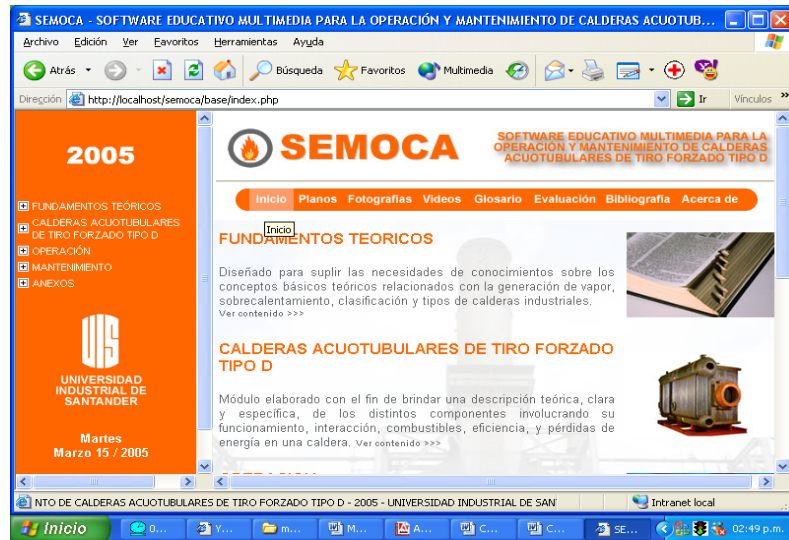 SEMOCA - SOFTWARE EDUCATIVO MULTIMEDIA PARA LA OPERACIÓN Y MANTENIMIENTO DE CALDERAS ACUOTUB...
Archivo Edición Ver Favoritos Herramientas Ayuda
Atrás Búsqueda Favoritos Multimedia
Dirección http://localhost/semoca/base/index.php Ir Vínculos »
2005
FUNDAMENTOS TEÓRICOS
CALDERAS ACUOTUBULARES
DE TIRO FORZADO TIPO D
OPERACIÓN
MANTENIMIENTO
ANEXOS
UIS
UNIVERSIDAD
INDUSTRIAL DE
SANTANDER
Martes
Marzo 15 / 2005
SEMOCA
SOFTWARE EDUCATIVO MULTIMEDIA PARA LA
OPERACIÓN Y MANTENIMIENTO DE CALDERAS
ACUOTUBULARES DE TIRO FORZADO TIPO D
Inicio Planos Fotografias Videos Glosario Evaluación Bibliografia Acerca de
Inicio
FUNDAMENTOS TEORICOS
Diseñado para suplir las necesidades de conocimientos sobre los
conceptos básicos teóricos relacionados con la generación de vapor,
sobrecalentamiento, clasificación y tipos de calderas industriales.
Ver contenido >>>
CALDERAS ACUOTUBULARES DE TIRO FORZADO
TIPO D
Módulo elaborado con el fin de brindar una descripción teórica, clara
y específica, de los distintos componentes involucrando su
funcionamiento, interacción, combustibles, eficiencia, y pérdidas de
energía en una caldera. Ver contenido >>>
NTO DE CALDERAS ACUOTUBULARES DE TIRO FORZADO TIPO D - 2005 - UNIVERSIDAD INDUSTRIAL DE SAN Intranet local
Inicio 0... Y... m... M... A... C... C... SE... 02:49 p.m.